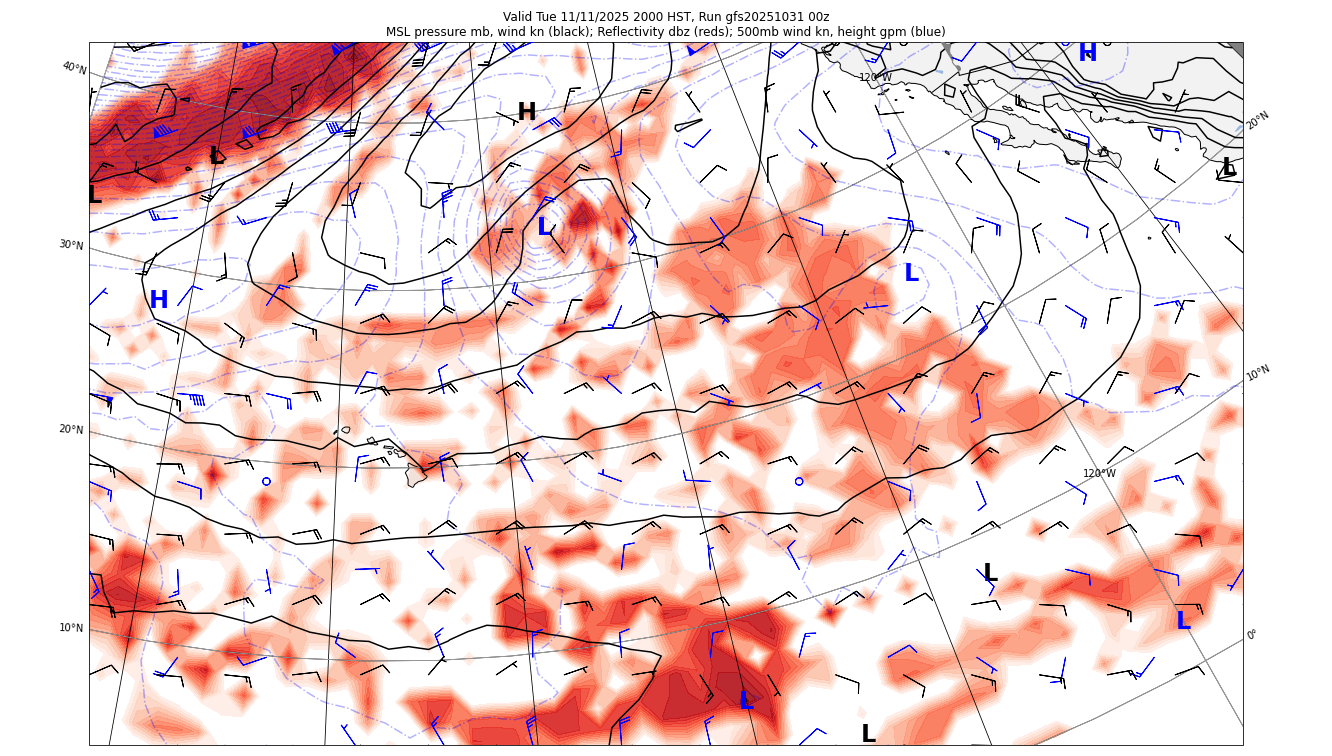 Valid Tue 11/11/2025 2000 HST, Run gfs20251031 00z
MSL pressure mb, wind kn (black); Reflectivity dbz (reds); 500mb wind kn, height gpm (blue)
H
40°N
120°W
H
20°N
L
L
L
L
30°N
L
H
10°N
20°N
120°W
L
L
10°N
0°
L
L